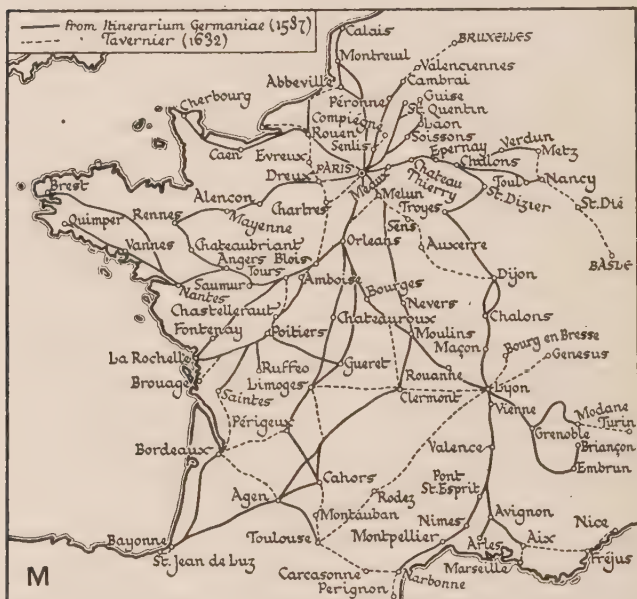 from Itinerarium Germaniae (1587)
Tavernier (1632)
Calais
BRUXELLES
Montreuil
Valenciennes
Cambrai
Abbeville
Cherbourg
Péronne
Guise
St. Quentin
Compiegne
Laon
Rouen
Soissons
Verdun
Caen
Senlis
Epernay
Metz
Evreux
PARIS
Chalons
Dreux
Meaux
Chateau
Thierry
Toul
Nancy
Brest
Alençon
Melun
St. Dizier
St. Dié
Quimper
Rennes
Mayenne
Chartres
Troyes
Sens
Vannes
Chateaubriant
Orleans
Auxerre
BASLE
Angers
Blois
Saumur
Tours
Amboise
Bourges
Dijon
Nantes
Chastelleraut
Nevers
Fontenay
Chateauroux
Chalons
Poitiers
Moulins
Bourg en Bresse
La Rochelle
Maçon
Genesus
Brouage
Ruffeo
Gueret
Rouanne
Lyon
Saintes
Limoges
Clermont
Vienne
Modane
Périgeux
Turin
Grenoble
Briançon
Bordeaux
Valence
Embrun
Cahors
Pont
St. Esprit
Agen
Rodez
Montauban
Avignon
Nimes
Nice
Bayonne
Toulouse
Montpellier
Arles
Aix
St. Jean de Luz
Marseille
Fréjus
M
Carcasonne
Narbonne
Perignon